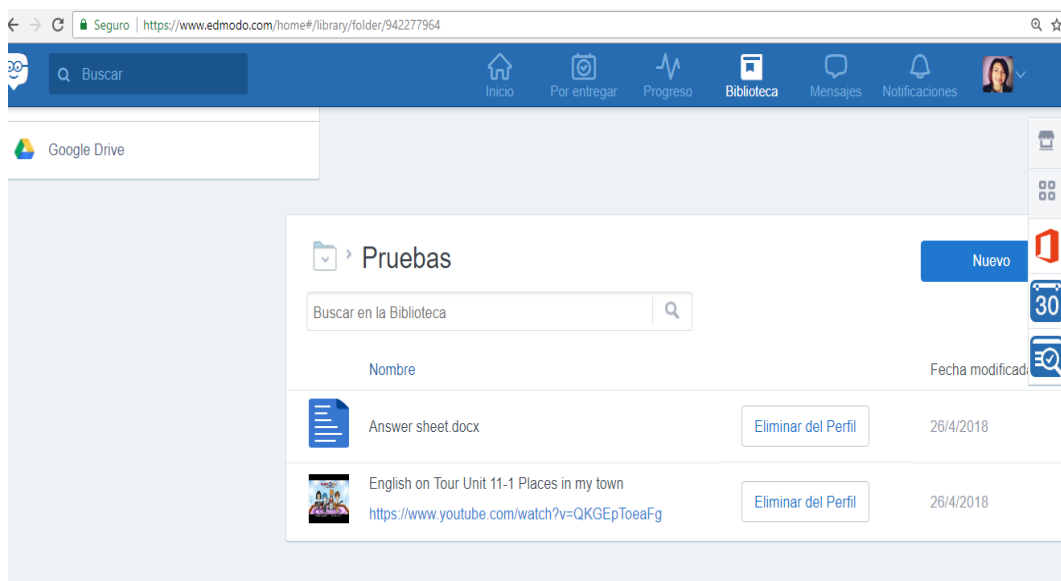 Seguro | https://www.edmodo.com/home#/library/folder/942277964
Buscar
Inicio
Por entregar
Progreso
Biblioteca
Mensajes
Notificaciones
Google Drive
Pruebas
Nuevo
Buscar en la Biblioteca
30
Nombre
Fecha modificada
Answer sheet.docx
Eliminar del Perfil
26/4/2018
English on Tour Unit 11-1 Places in my town
https://www.youtube.com/watch?v=QKGEpToeaFg
Eliminar del Perfil
26/4/2018